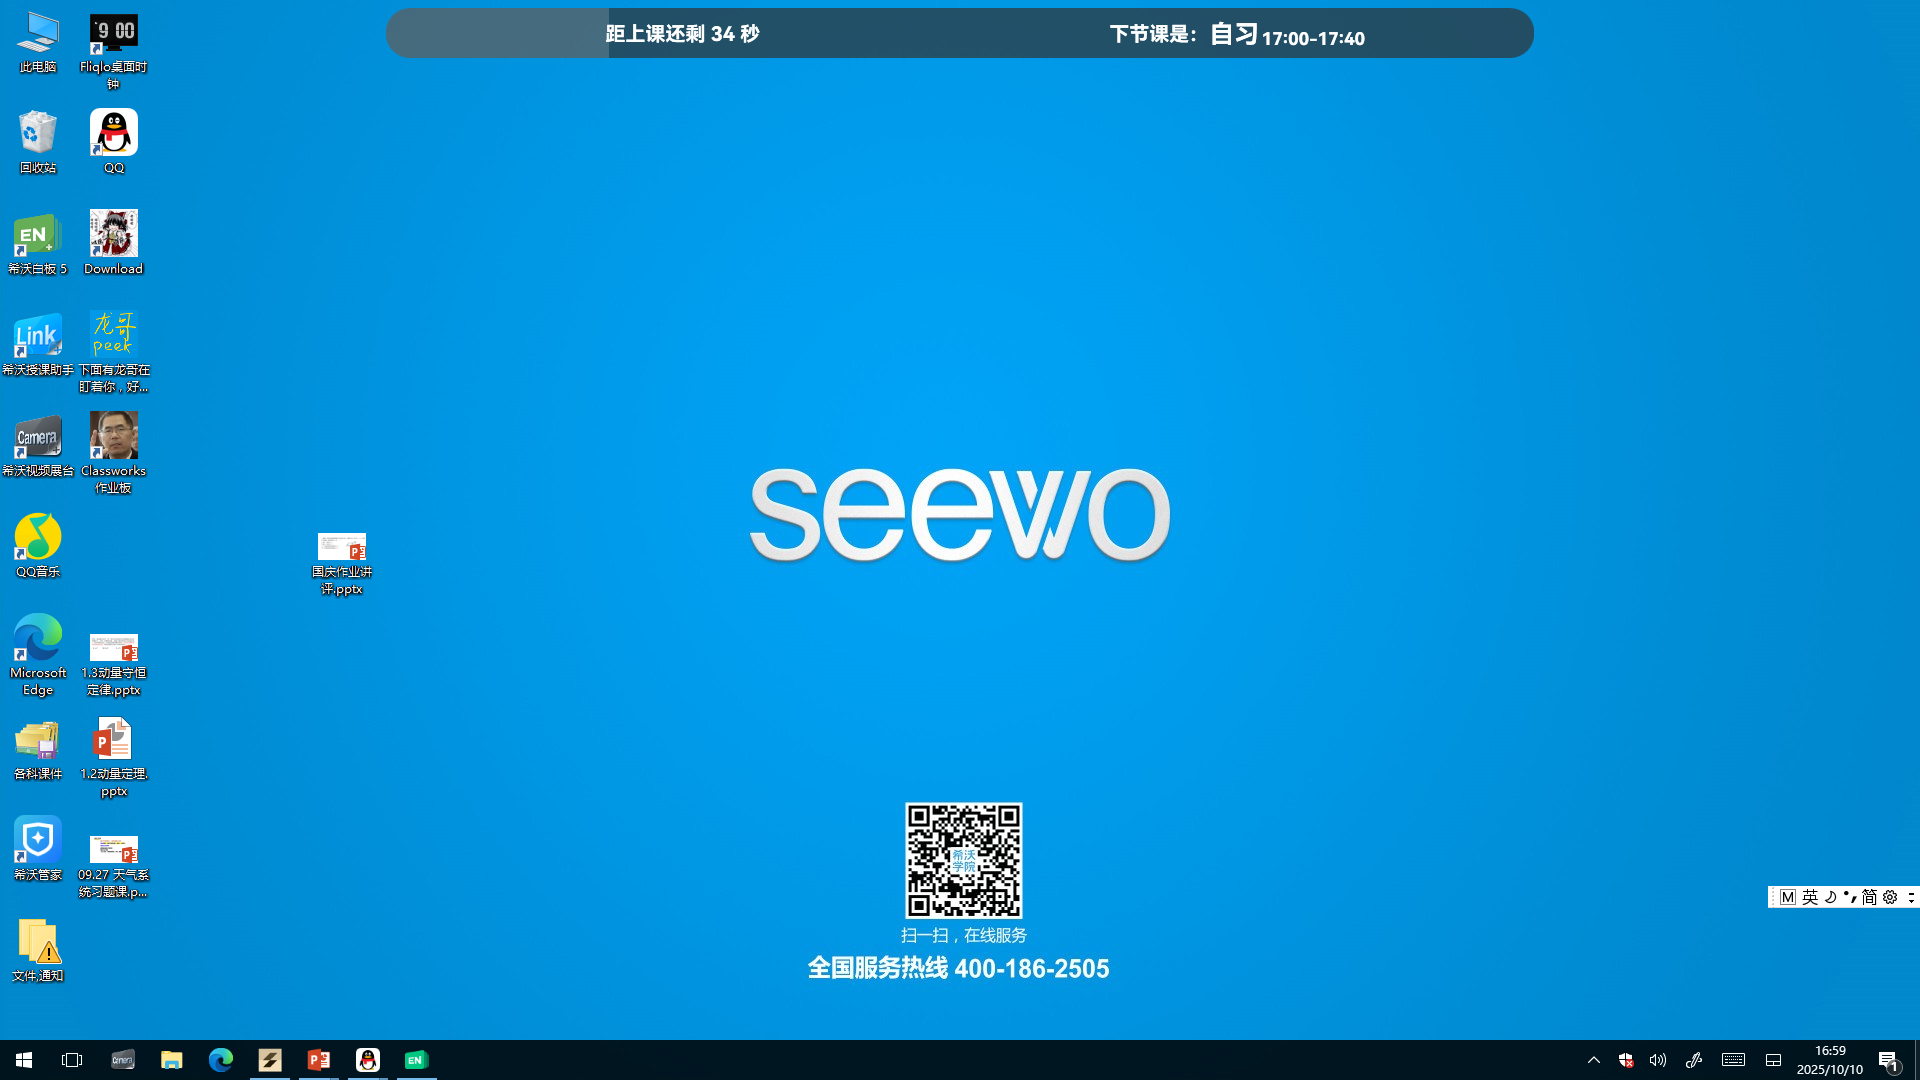 距上课还剩 34 秒
下节课是： 自习 17:00-17:40
此电脑
9 00
Fliqlo桌面时
钟
回收站
QQ
EN
希沃白板 5
Download
Link
希沃授课助手
龙哥
peek
下面有龙哥在
盯着你，好...
Camera
希沃视频展台
Classworks
作业板
QQ音乐
国庆作业讲
评.pptx
seewo
Microsoft
Edge
1.3动量守恒
定律.pptx
各科课件
1.2动量定理.
pptx
希沃管家
09.27 天气系
统习题课.p...
文件,通知
希沃
学院
扫一扫，在线服务
全国服务热线 400-186-2505
M 英 简
Camera
EN
16:59
2025/10/10
1